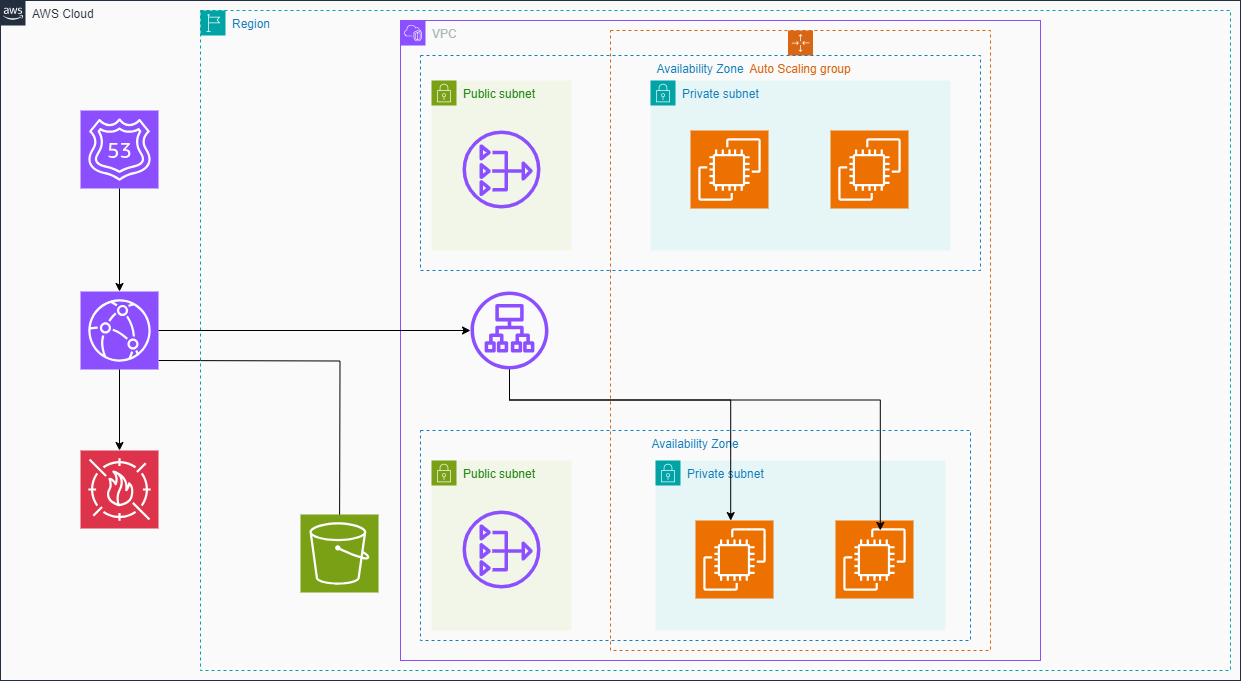 aws
AWS Cloud
Region
VPC
Availability Zone
Auto Scaling group
Public subnet
Private subnet
53
Availability Zone
Public subnet
Private subnet